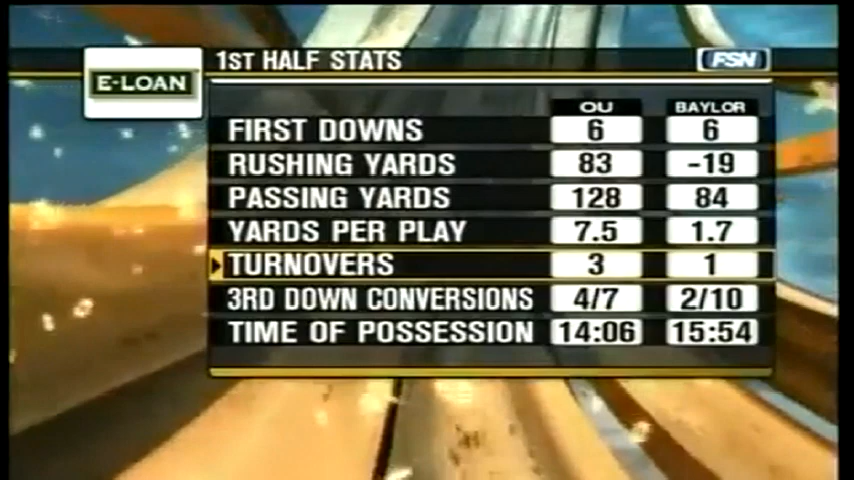 E-LOAN
1ST HALF STATS
FSN
OU BAYLOR
FIRST DOWNS 6 6
RUSHING YARDS 83 -19
PASSING YARDS 128 84
YARDS PER PLAY 7.5 1.7
TURNOVERS 3 1
3RD DOWN CONVERSIONS 4/7 2/10
TIME OF POSSESSION 14:06 15:54